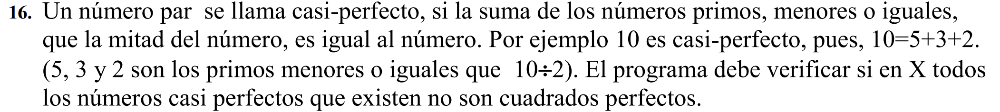 16. Un número par se llama casi-perfecto, si la suma de los números primos, menores o iguales,
que la mitad del número, es igual al número. Por ejemplo 10 es casi-perfecto, pues, 10=5+3+2.
(5, 3 y 2 son los primos menores o iguales que 10÷2). El programa debe verificar si en X todos
los números casi perfectos que existen no son cuadrados perfectos.